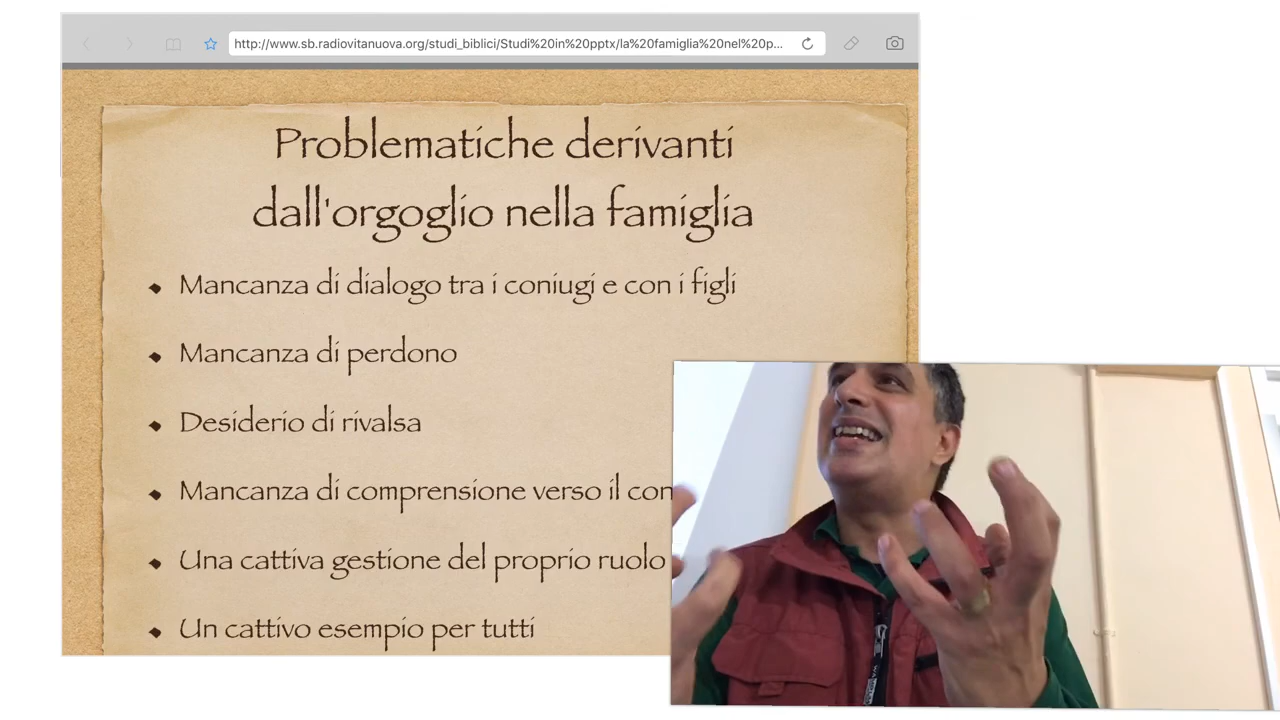 http://www.sb.radiovitanuova.org/studi_biblici/Studi%20in%20pptx/la%20famiglia%20nel%20p...
Problematiche derivanti
dall'orgoglio nella famiglia
Mancanza di dialogo tra i coniugi e con i figli
Mancanza di perdono
Desiderio di rivalsa
Mancanza di comprensione verso il con
Una cattiva gestione del proprio ruolo
Un cattivo esempio per tutti